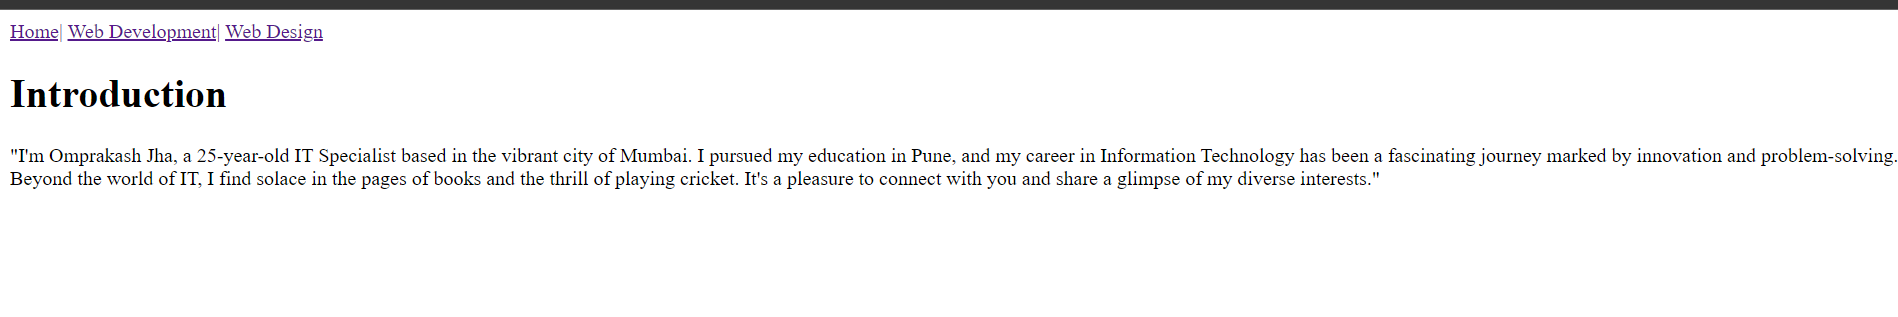 Home| Web Development| Web Design
Introduction
"I'm Omprakash Jha, a 25-year-old IT Specialist based in the vibrant city of Mumbai. I pursued my education in Pune, and my career in Information Technology has been a fascinating journey marked by innovation and problem-solving.
Beyond the world of IT, I find solace in the pages of books and the thrill of playing cricket. It's a pleasure to connect with you and share a glimpse of my diverse interests."